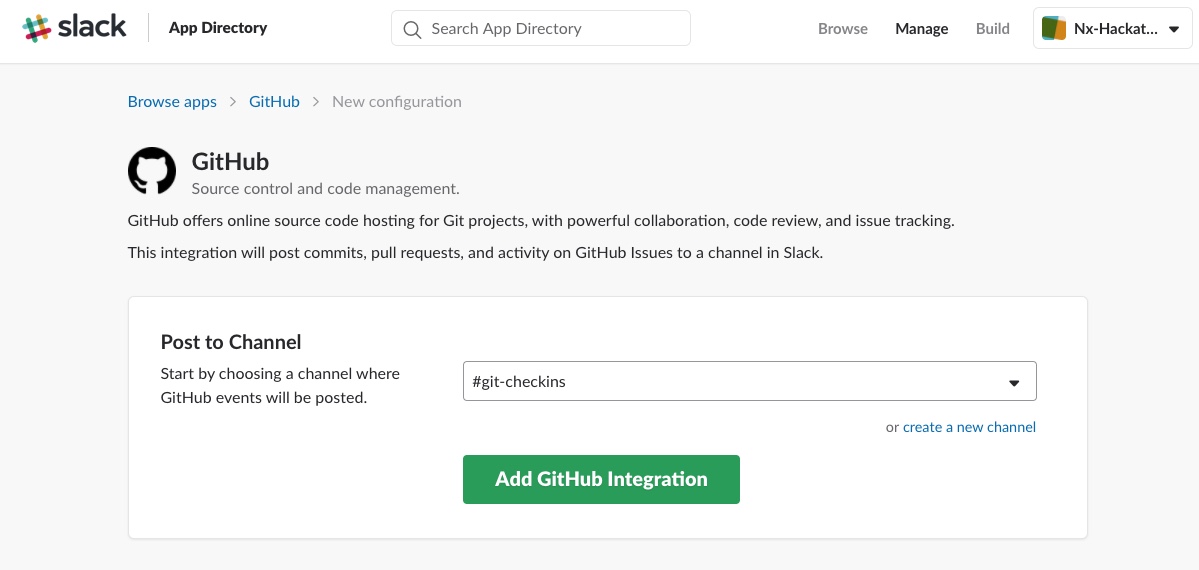 slack App Directory Search App Directory Browse Manage Build Nx-Hackat...
Browse apps > GitHub > New configuration
GitHub
Source control and code management.
GitHub offers online source code hosting for Git projects, with powerful collaboration, code review, and issue tracking.
This integration will post commits, pull requests, and activity on GitHub Issues to a channel in Slack.
Post to Channel
Start by choosing a channel where
GitHub events will be posted.
#git-checkins
or create a new channel
Add GitHub Integration